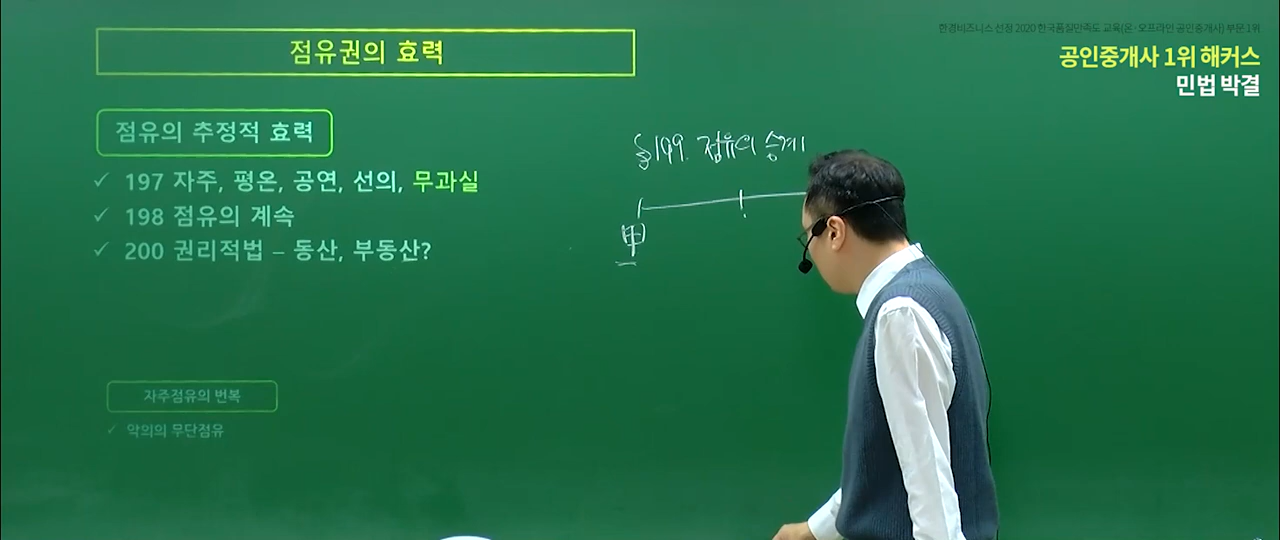 한경비즈니스 선정 2020 한국품질만족도 교육(온·오프라인 공인중개사) 부문 1위
공인중개사 1위 해커스
민법 박결
점유권의 효력
점유의 추정적 효력
✓ 197 자주, 평온, 공연, 선의, 무과실
✓ 198 점유의 계속
✓ 200 권리적법 – 동산, 부동산?
자주점유의 번복
✓ 악의의 무단점유
§199. 점유의 승계
甲